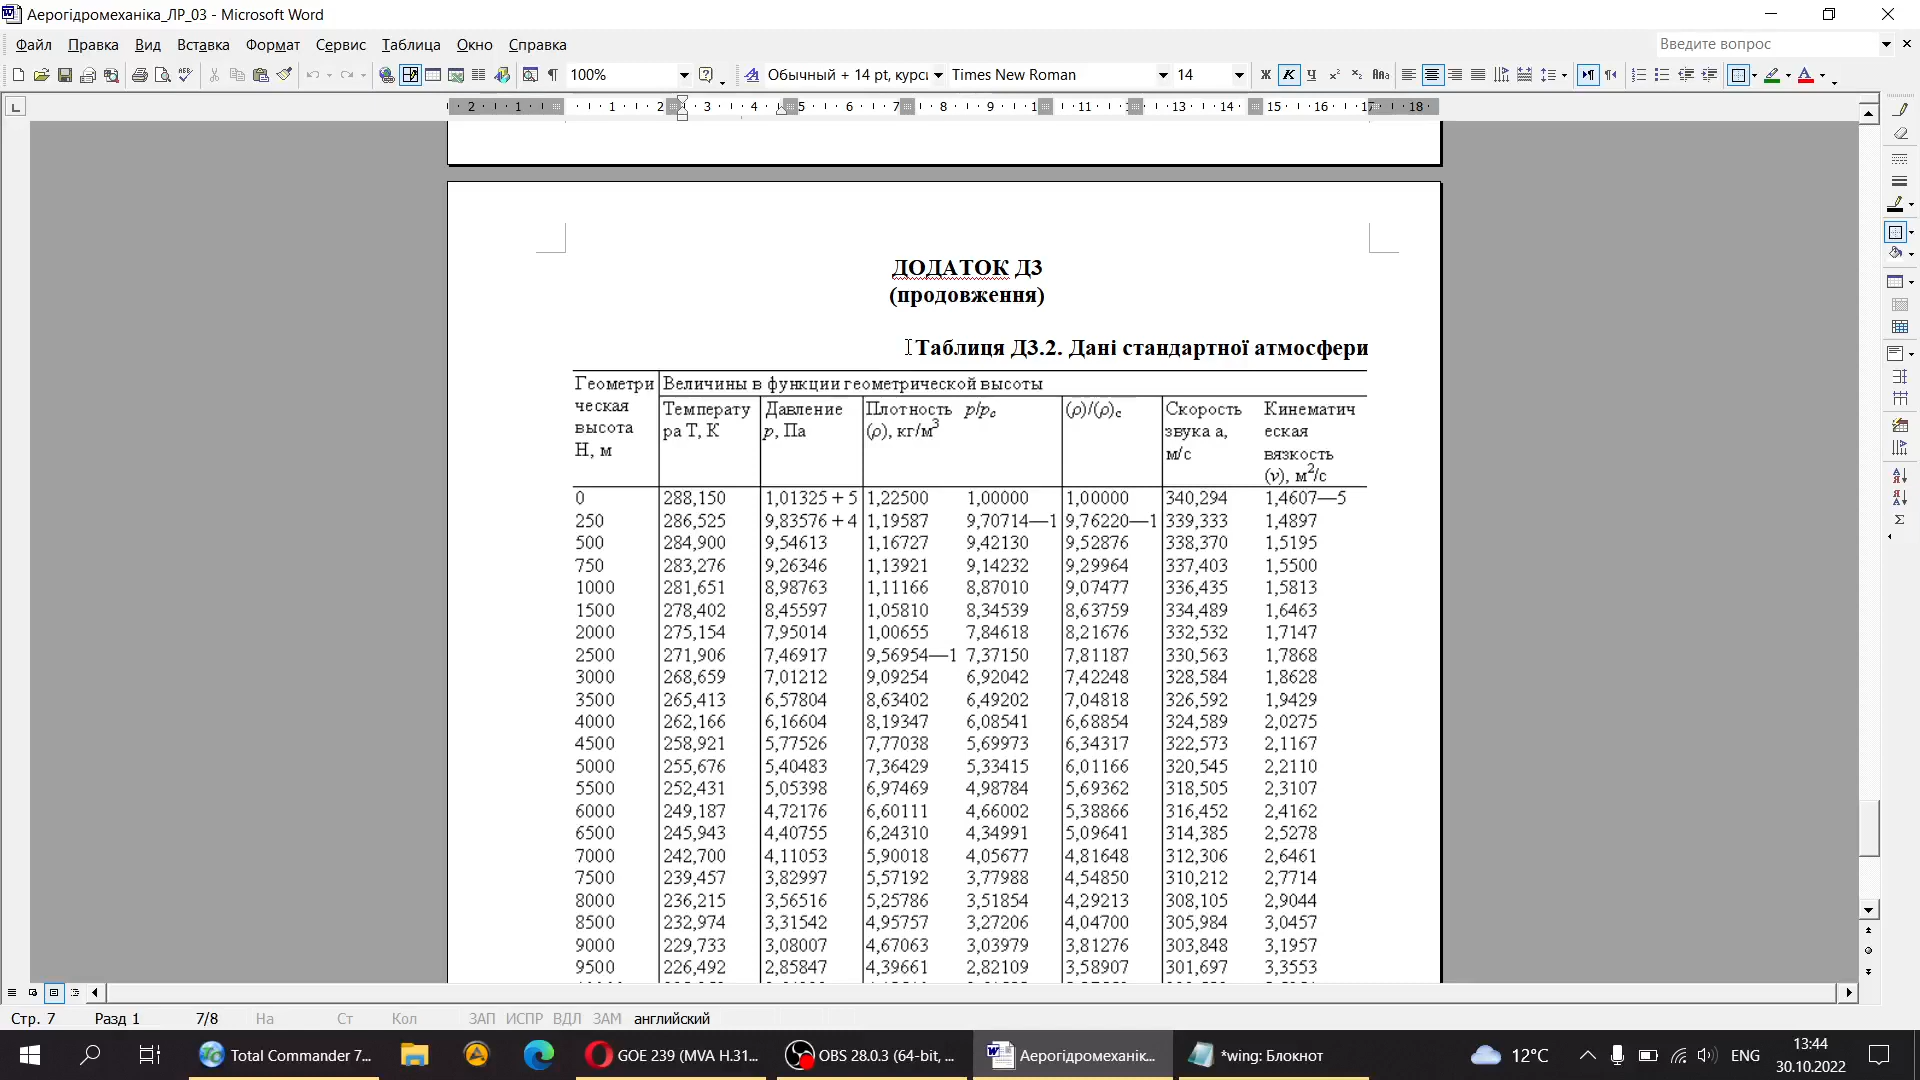 Аерогідромеханіка_ЛР_03 - Microsoft Word
Файл Правка Вид Вставка Формат Сервис Таблица Окно Справка
Введите вопрос
100%
Обычный + 14 pt, курси
Times New Roman
14
Ж К Ч
2 1 1 2 3 4 5 6 7 8 9 1 11 1 13 14 15 16 17 18
ДОДАТОК Д3
(продовження)
Таблиця Д3.2. Дані стандартної атмосфери
Геометрическая высота H, м
Величины в функции геометрической высоты
Температура T, К
Давление p, Па
Плотность (ρ), кг/м3
p/pc
(ρ)/(ρ)c
Скорость звука a, м/с
Кинематическая вязкость (ν), м2/с
0 288,150 1,01325 + 5 1,22500 1,00000 1,00000 340,294 1,4607—5
250 286,525 9,83576 + 4 1,19587 9,70714—1 9,76220—1 339,333 1,4897
500 284,900 9,54613 1,16727 9,42130 9,52876 338,370 1,5195
750 283,276 9,26346 1,13921 9,14232 9,29964 337,403 1,5500
1000 281,651 8,98763 1,11166 8,87010 9,07477 336,435 1,5813
1500 278,402 8,45597 1,05810 8,34539 8,63759 334,489 1,6463
2000 275,154 7,95014 1,00655 7,84618 8,21676 332,532 1,7147
2500 271,906 7,46917 9,56954—1 7,37150 7,81187 330,563 1,7868
3000 268,659 7,01212 9,09254 6,92042 7,42248 328,584 1,8628
3500 265,413 6,57804 8,63402 6,49202 7,04818 326,592 1,9429
4000 262,166 6,16604 8,19347 6,08541 6,68854 324,589 2,0275
4500 258,921 5,77526 7,77038 5,69973 6,34317 322,573 2,1167
5000 255,676 5,40483 7,36429 5,33415 6,01166 320,545 2,2110
5500 252,431 5,05398 6,97469 4,98784 5,69362 318,505 2,3107
6000 249,187 4,72176 6,60111 4,66002 5,38866 316,452 2,4162
6500 245,943 4,40755 6,24310 4,34991 5,09641 314,385 2,5278
7000 242,700 4,11053 5,90018 4,05677 4,81648 312,306 2,6461
7500 239,457 3,82997 5,57192 3,77988 4,54850 310,212 2,7714
8000 236,215 3,56516 5,25786 3,51854 4,29213 308,105 2,9044
8500 232,974 3,31542 4,95757 3,27206 4,04700 305,984 3,0457
9000 229,733 3,08007 4,67063 3,03979 3,81276 303,848 3,1957
9500 226,492 2,85847 4,39661 2,82109 3,58907 301,697 3,3553
Стр. 7 Разд 1 7/8 На Ст Кол ЗАП ИСПР ВДЛ ЗАМ английский
Total Commander 7...
GOE 239 (MVA H.31...
OBS 28.0.3 (64-bit, ...
Аерогідромеханік...
*wing: Блокнот
12°C
ENG
13:44
30.10.2022